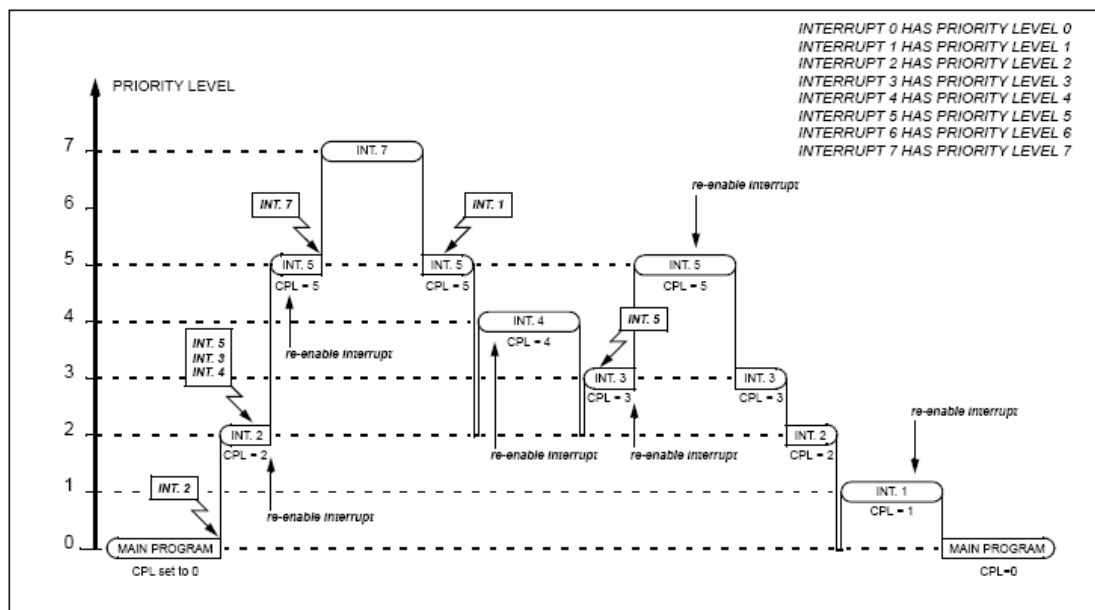 INTERRUPT 0 HAS PRIORITY LEVEL 0
INTERRUPT 1 HAS PRIORITY LEVEL 1
INTERRUPT 2 HAS PRIORITY LEVEL 2
INTERRUPT 3 HAS PRIORITY LEVEL 3
INTERRUPT 4 HAS PRIORITY LEVEL 4
INTERRUPT 5 HAS PRIORITY LEVEL 5
INTERRUPT 6 HAS PRIORITY LEVEL 6
INTERRUPT 7 HAS PRIORITY LEVEL 7
PRIORITY LEVEL
7
INT. 7
re-enable Interrupt
6
INT. 7
INT. 1
5
INT. 5
INT. 5
INT. 5
CPL = 5
CPL = 5
CPL = 5
4
INT. 4
INT. 5
CPL = 4
INT. 5
INT. 3
INT. 4
re-enable Interrupt
3
INT. 3
INT. 3
CPL = 3
CPL = 3
re-enable Interrupt
2
INT. 2
INT. 2
CPL = 2
CPL = 2
re-enable Interrupt
re-enable Interrupt
1
INT. 2
INT. 1
CPL = 1
re-enable Interrupt
0
MAIN PROGRAM
MAIN PROGRAM
CPL set to 0
CPL=0